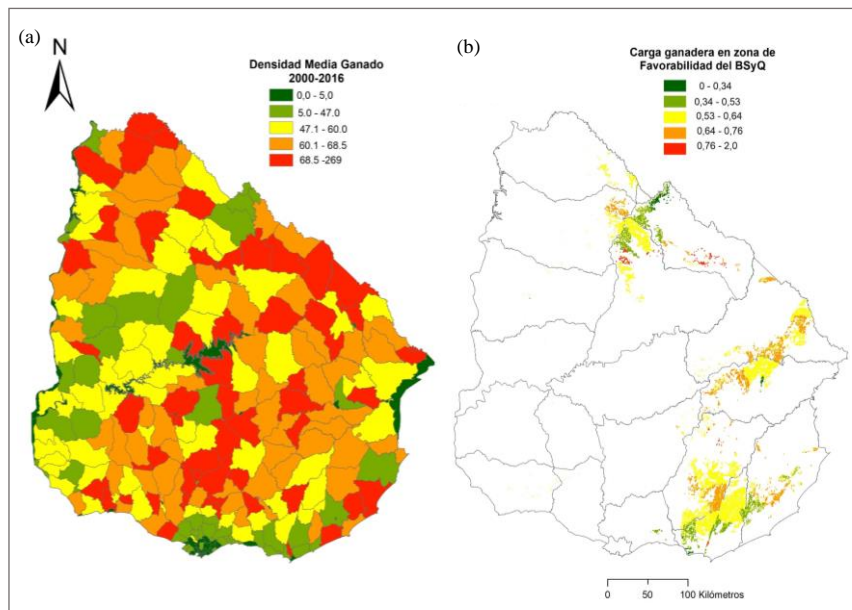 (a)
N
Densidad Media Ganado
2000-2016
0,0 - 5,0
5.0 - 47.0
47.1 - 60.0
60.1 - 68.5
68.5 -269
(b)
Carga ganadera en zona de
Favorabilidad del BSyQ
0 - 0,34
0,34 - 0,53
0,53 - 0,64
0,64 - 0,76
0,76 - 2,0
0 50 100 Kilómetros